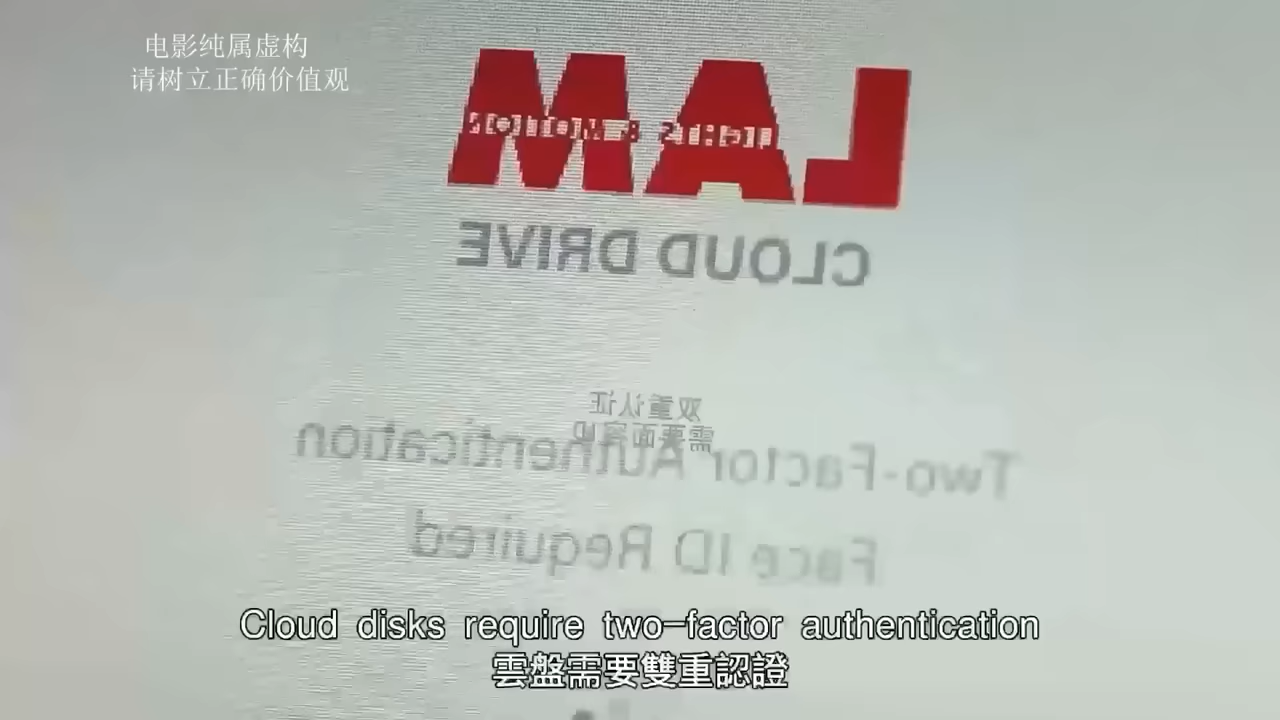 电影纯属虚构
请树立正确价值观
LAM
LIGHTS & MOTION
CLOUD DRIVE
双重认证
需要面容ID
Two-Factor Authentication
Face ID Required
Cloud disks require two-factor authentication
雲盤需要雙重認證